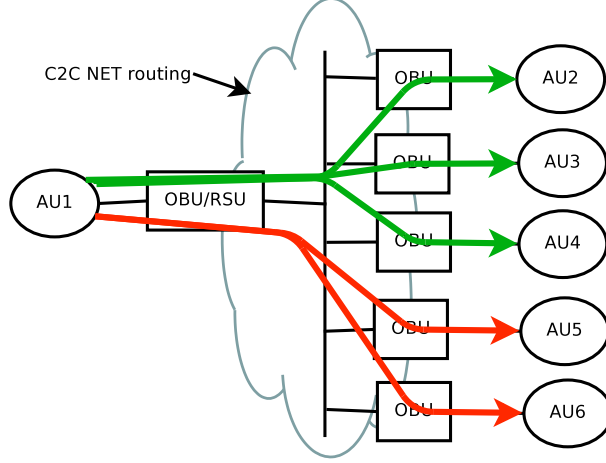 C2C NET routing
OBU
AU2
OBU
AU3
AU1
OBU/RSU
OBU
AU4
OBU
AU5
OBU
AU6